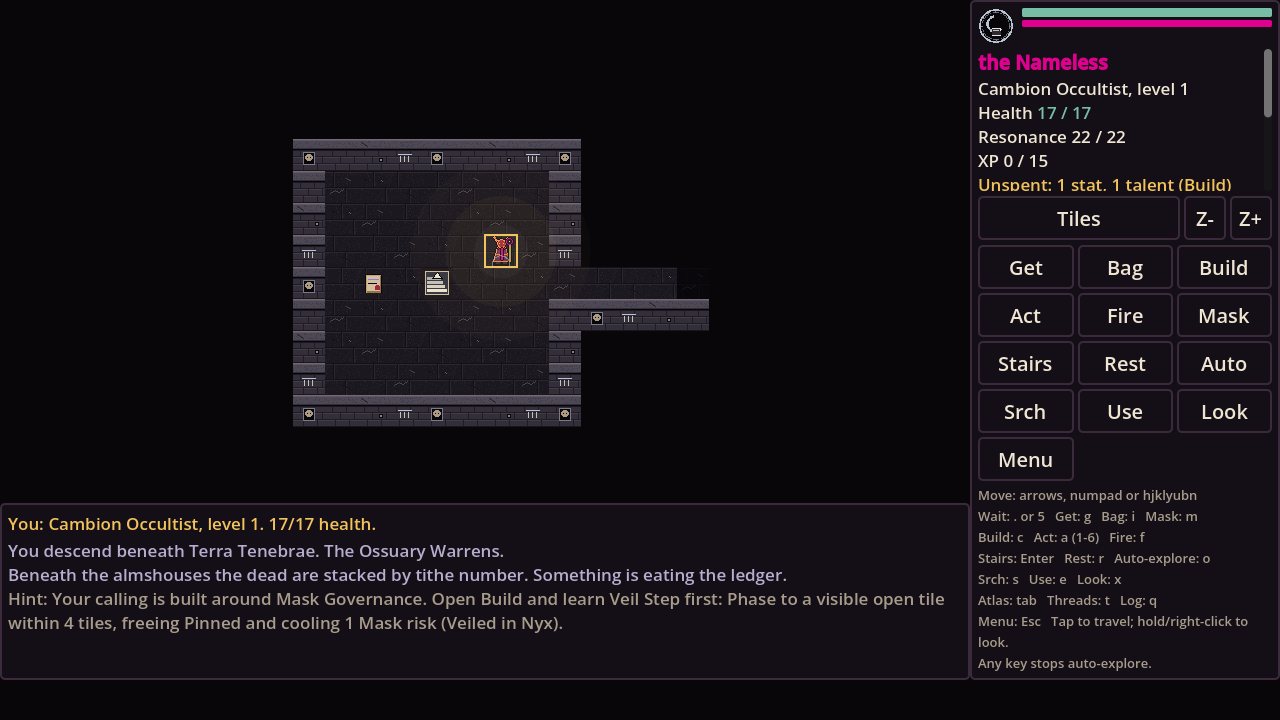 the Nameless
Cambion Occultist, level 1
Health 17 / 17
Resonance 22 / 22
XP 0 / 15
Unspent: 1 stat, 1 talent (Build)
Tiles Z- Z+
Get Bag Build
Act Fire Mask
Stairs Rest Auto
Srch Use Look
Menu
Move: arrows, numpad or hjklyubn
Wait: . or 5 Get: g Bag: i Mask: m
Build: c Act: a (1-6) Fire: f
Stairs: Enter Rest: r Auto-explore: o
Srch: s Use: e Look: x
Atlas: tab Threads: t Log: q
Menu: Esc Tap to travel; hold/right-click to
look.
Any key stops auto-explore.
You: Cambion Occultist, level 1. 17/17 health.
You descend beneath Terra Tenebrae. The Ossuary Warrens.
Beneath the almshouses the dead are stacked by tithe number. Something is eating the ledger.
Hint: Your calling is built around Mask Governance. Open Build and learn Veil Step first: Phase to a visible open tile
within 4 tiles, freeing Pinned and cooling 1 Mask risk (Veiled in Nyx).